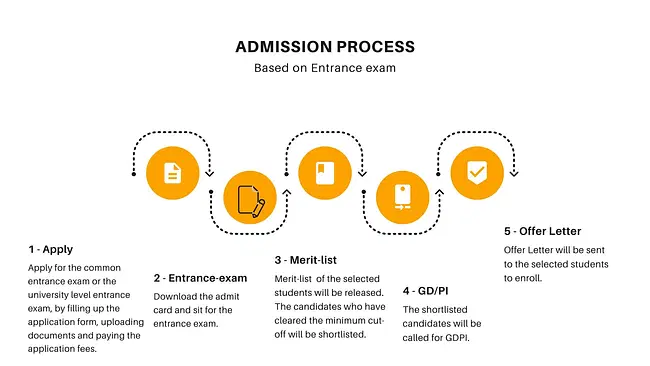 ADMISSION PROCESS
Based on Entrance exam
1 - Apply
Apply for the common
entrance exam or the
university level entrance
exam, by filling up the
application form, uploading
documents and paying the
application fees.
2 - Entrance-exam
Download the admit
card and sit for the
entrance exam.
3 - Merit-list
Merit-list of the selected
students will be released.
The candidates who have
cleared the minimum cut-
off will be shortlisted.
4 - GD/PI
The shortlisted
candidates will be
called for GDPI.
5 - Offer Letter
Offer Letter will be sent
to the selected students
to enroll.